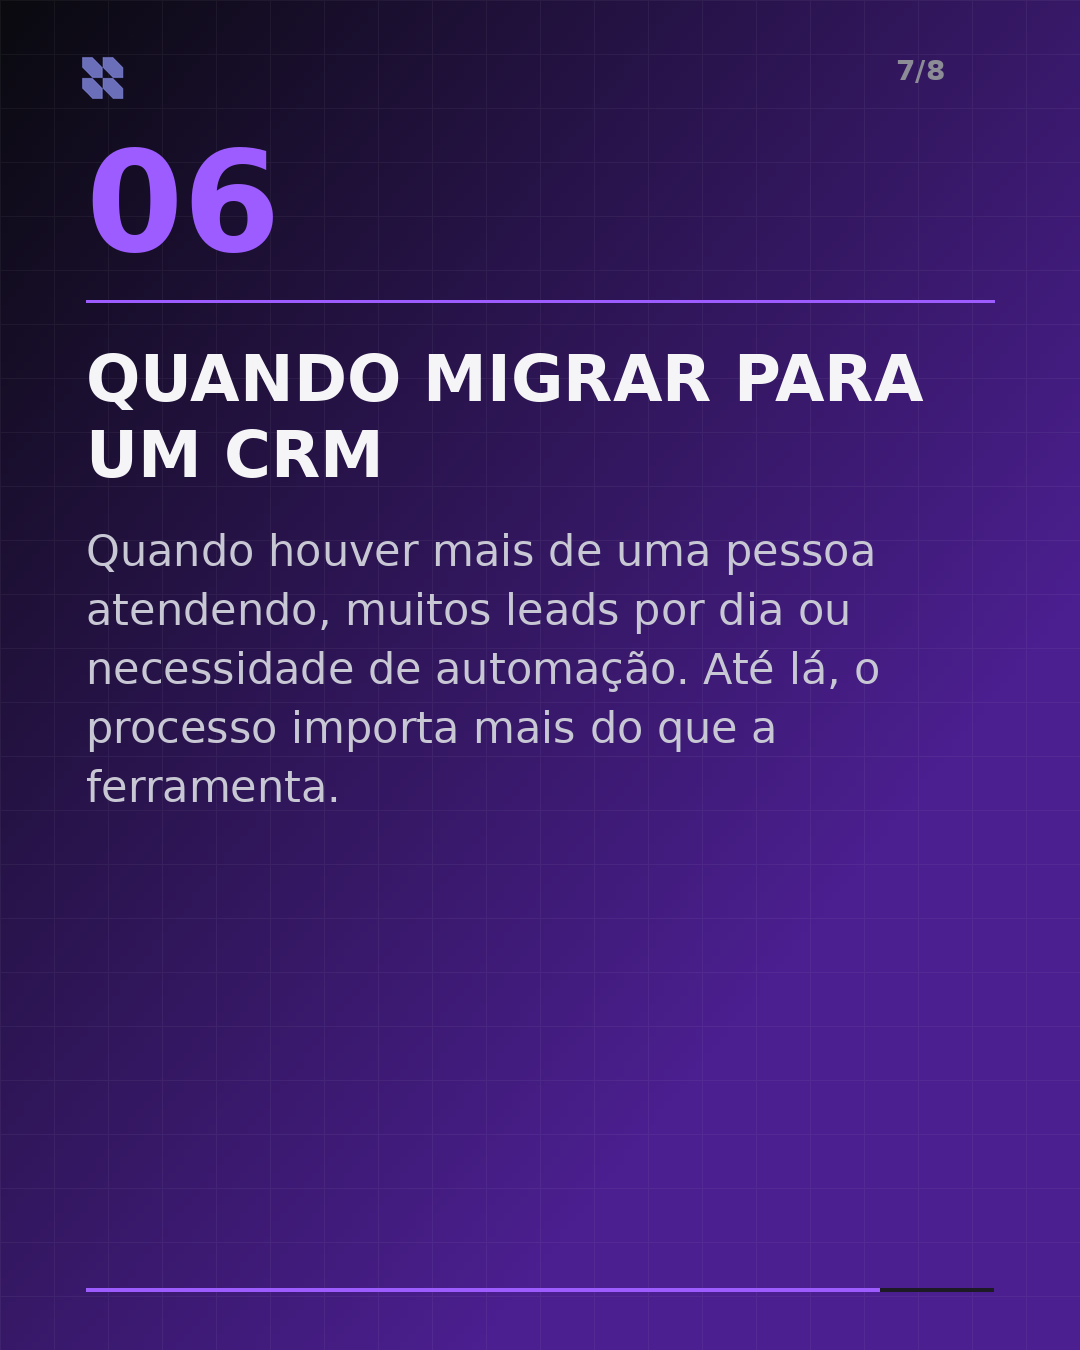 7/8
06
QUANDO MIGRAR PARA
UM CRM
Quando houver mais de uma pessoa
atendendo, muitos leads por dia ou
necessidade de automação. Até lá, o
processo importa mais do que a
ferramenta.